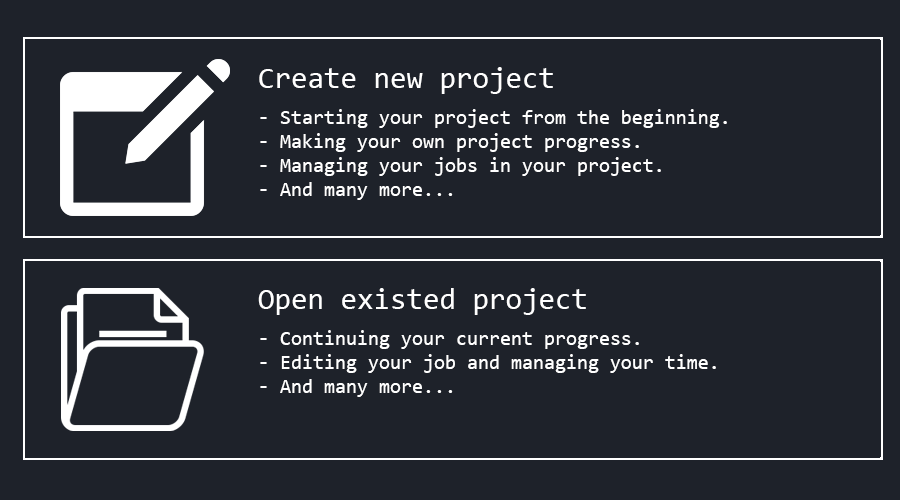 Create new project
- Starting your project from the beginning.
- Making your own project progress.
- Managing your jobs in your project.
- And many more...
Open existed project
- Continuing your current progress.
- Editing your job and managing your time.
- And many more...